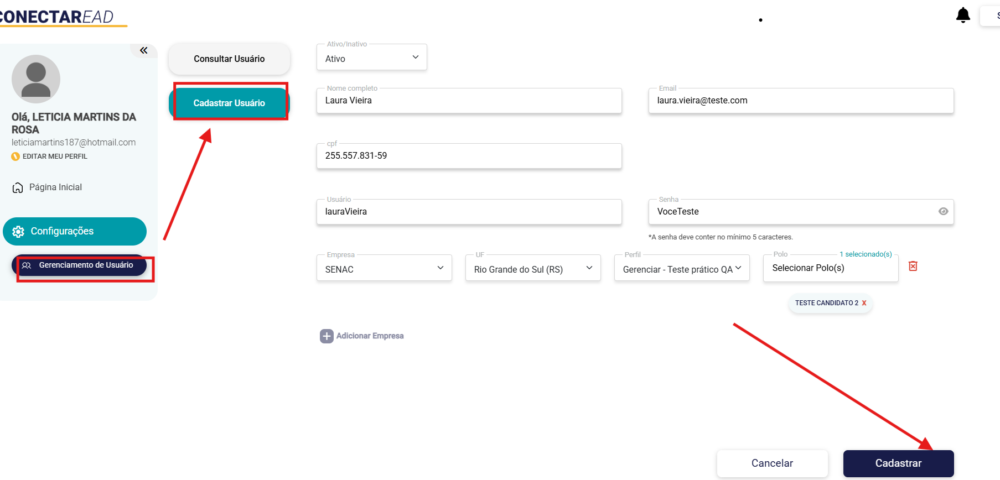 CONECTAREAD
Olá, LETICIA MARTINS DA
ROSA
leticiamartins187@hotmail.com
EDITAR MEU PERFIL
Página Inicial
Configurações
Gerenciamento de Usuário
Consultar Usuário
Cadastrar Usuário
Ativo/Inativo
Ativo
Nome completo
Laura Vieira
Email
laura.vieira@teste.com
cpf
255.557.831-59
Usuário
lauraVieira
Senha
VoceTeste
*A senha deve conter no mínimo 5 caracteres.
Empresa
SENAC
UF
Rio Grande do Sul (RS)
Perfil
Gerenciar - Teste prático QA
Polo
1 selecionado(s)
Selecionar Polo(s)
TESTE CANDIDATO 2 X
Adicionar Empresa
Cancelar
Cadastrar